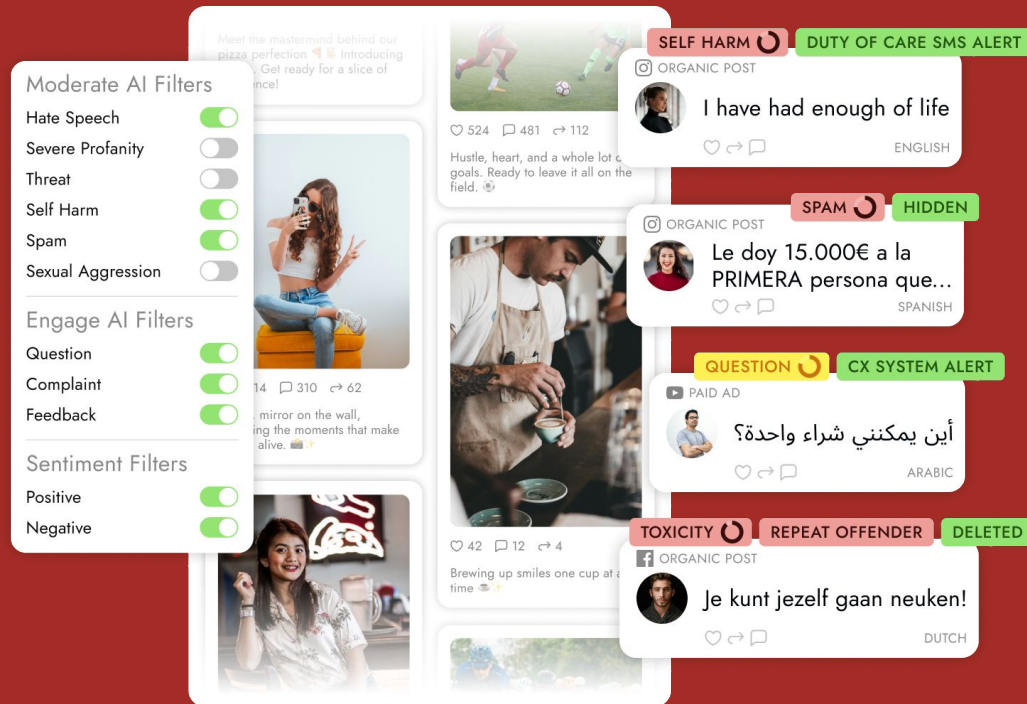 Moderate AI Filters
Hate Speech
Severe Profanity
Threat
Self Harm
Spam
Sexual Aggression
Engage AI Filters
Question
Complaint
Feedback
Sentiment Filters
Positive
Negative
Meet the mastermind behind our
pizza perfection 🍕 Introducing
Get ready for a slice of
14 310 62
mirror on the wall,
ing the moments that make
alive. 📸✨
524 481 112
Hustle, heart, and a whole lot
goals. Ready to leave it all on the
field. ⚽
42 12 4
Brewing up smiles one cup at
time ☕✨
SELF HARM DUTY OF CARE SMS ALERT
ORGANIC POST
I have had enough of life
ENGLISH
SPAM HIDDEN
ORGANIC POST
Le doy 15.000€ a la
PRIMERA persona que...
SPANISH
QUESTION CX SYSTEM ALERT
PAID AD
أين يمكنني شراء واحدة؟
ARABIC
TOXICITY REPEAT OFFENDER DELETED
ORGANIC POST
Je kunt jezelf gaan neuken!
DUTCH